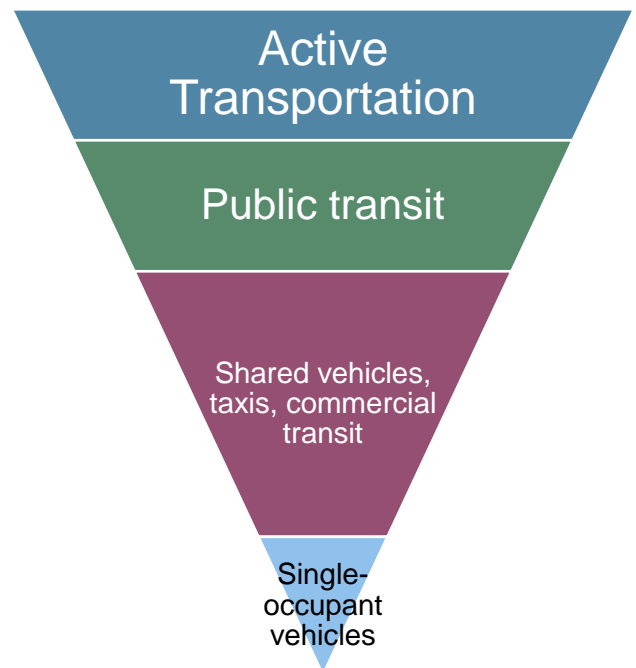 Active
Transportation
Public transit
Shared vehicles,
taxis, commercial
transit
Single-
occupant
vehicles